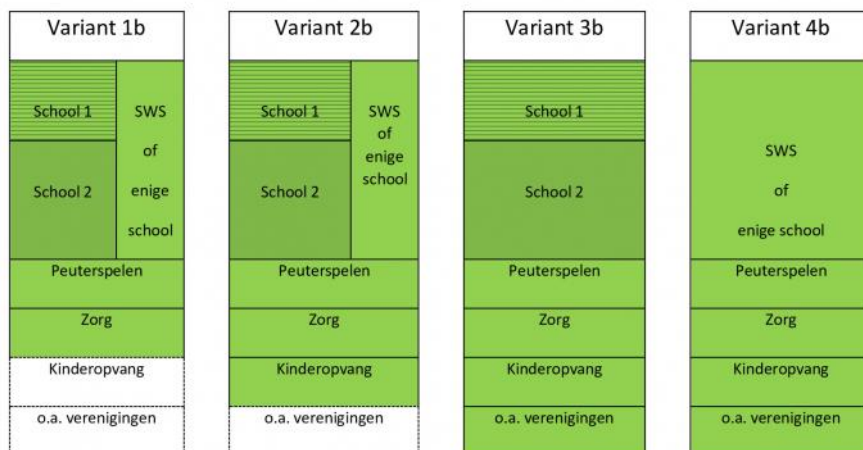 Variant 1b
School 1
School 2
SWS
of
enige
school
Peuterspelen
Zorg
Kinderopvang
o.a. verenigingen
Variant 2b
School 1
School 2
SWS
of
enige
school
Peuterspelen
Zorg
Kinderopvang
o.a. verenigingen
Variant 3b
School 1
School 2
Peuterspelen
Zorg
Kinderopvang
o.a. verenigingen
Variant 4b
SWS
of
enige school
Peuterspelen
Zorg
Kinderopvang
o.a. verenigingen